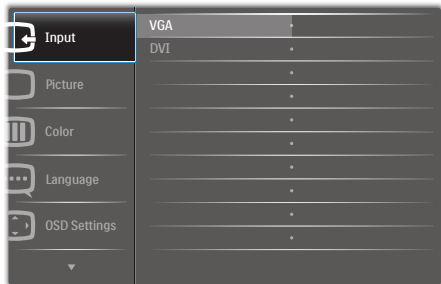 Input
Picture
Color
Language
OSD Settings
VGA
DVI